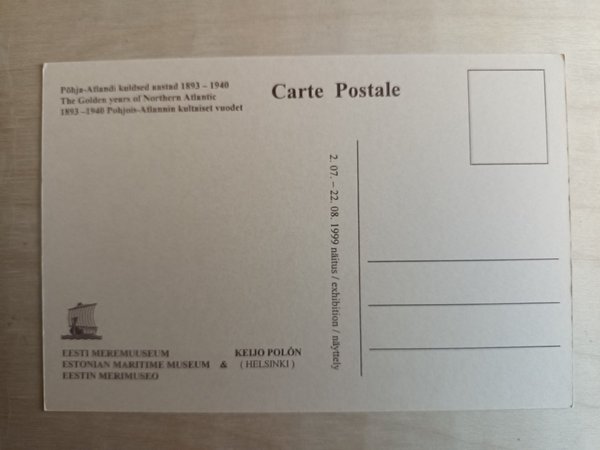 Põhja-Atlandi kuldsed aastad 1893 – 1940
The Golden years of Northern Atlantic
1893 –1940 Pohjois-Atlannin kultaiset vuodet
Carte Postale
2. 07. – 22. 08. 1999 näitus / exhibition / näyttely
EESTI MEREMUUSEUM
ESTONIAN MARITIME MUSEUM &
EESTIN MERIMUSEO
KEIJO POLÓN
( HELSINKI )